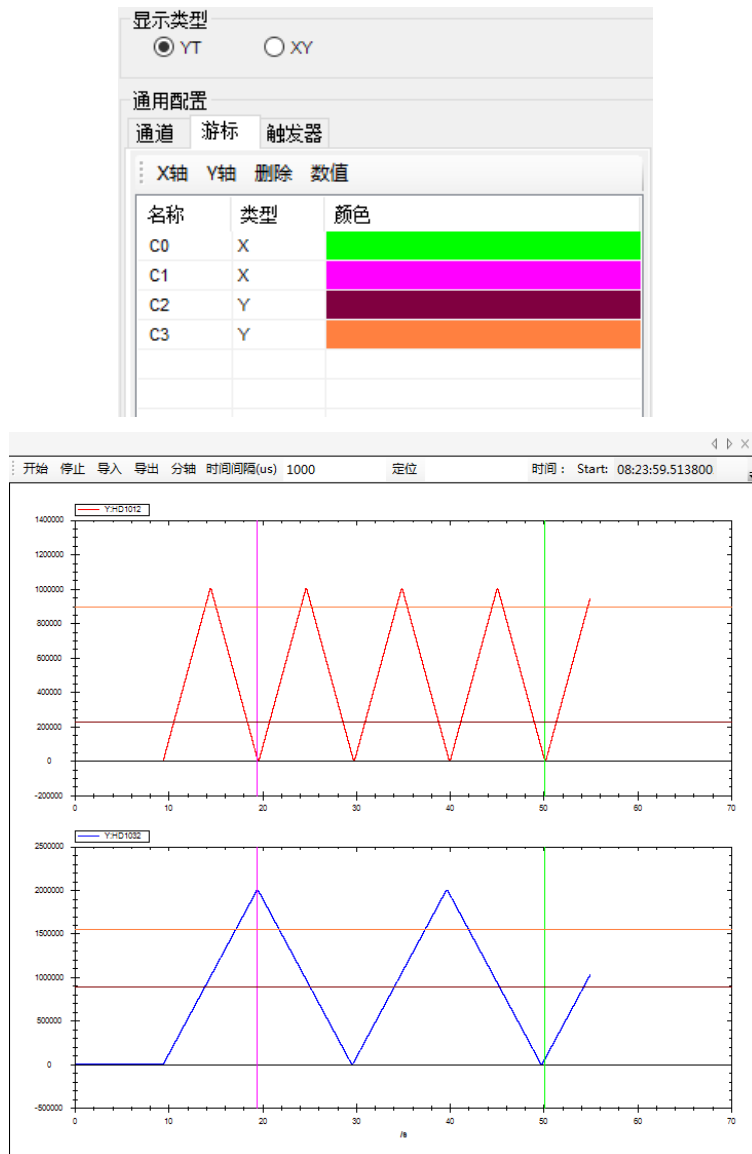 显示类型
YT XY
通用配置
通道 游标 触发器
X轴 Y轴 删除 数值
名称 类型 颜色
C0 X
C1 X
C2 Y
C3 Y
开始 停止 导入 导出 分轴 时间间隔(us) 1000 定位 时间： Start: 08:23:59.513800
Y:HD1012
1400000
1200000
1000000
800000
600000
400000
200000
0
-200000
0 10 20 30 40 50 60 70
Y:HD1032
2500000
2000000
1500000
1000000
500000
0
-500000
0 10 20 30 40 50 60 70
/s